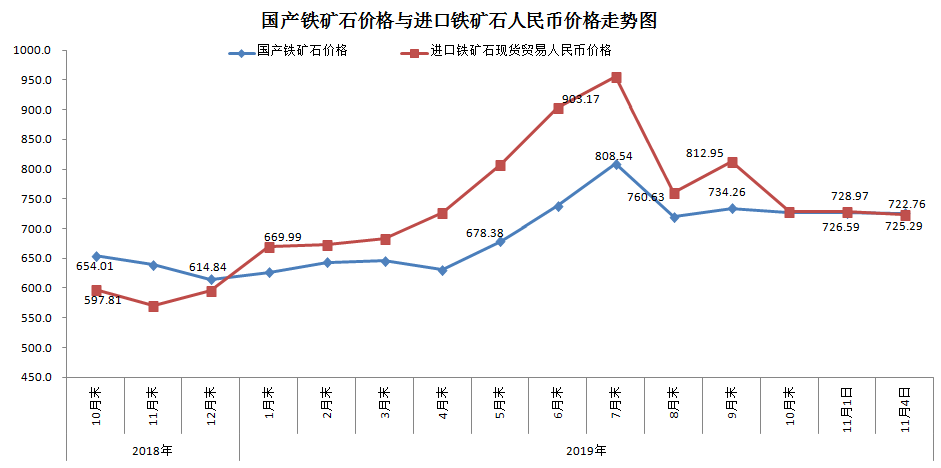 国产铁矿石价格与进口铁矿石人民币价格走势图
国产铁矿石价格
进口铁矿石现货贸易人民币价格
1000.0
950.0
900.0
850.0
800.0
750.0
700.0
650.0
600.0
550.0
500.0
450.0
654.01
597.81
614.84
669.99
678.38
903.17
808.54
760.63
812.95
734.26
728.97
726.59
722.76
725.29
10月末
11月末
12月末
1月末
2月末
3月末
4月末
5月末
6月末
7月末
8月末
9月末
10月末
11月1日
11月4日
2018年
2019年